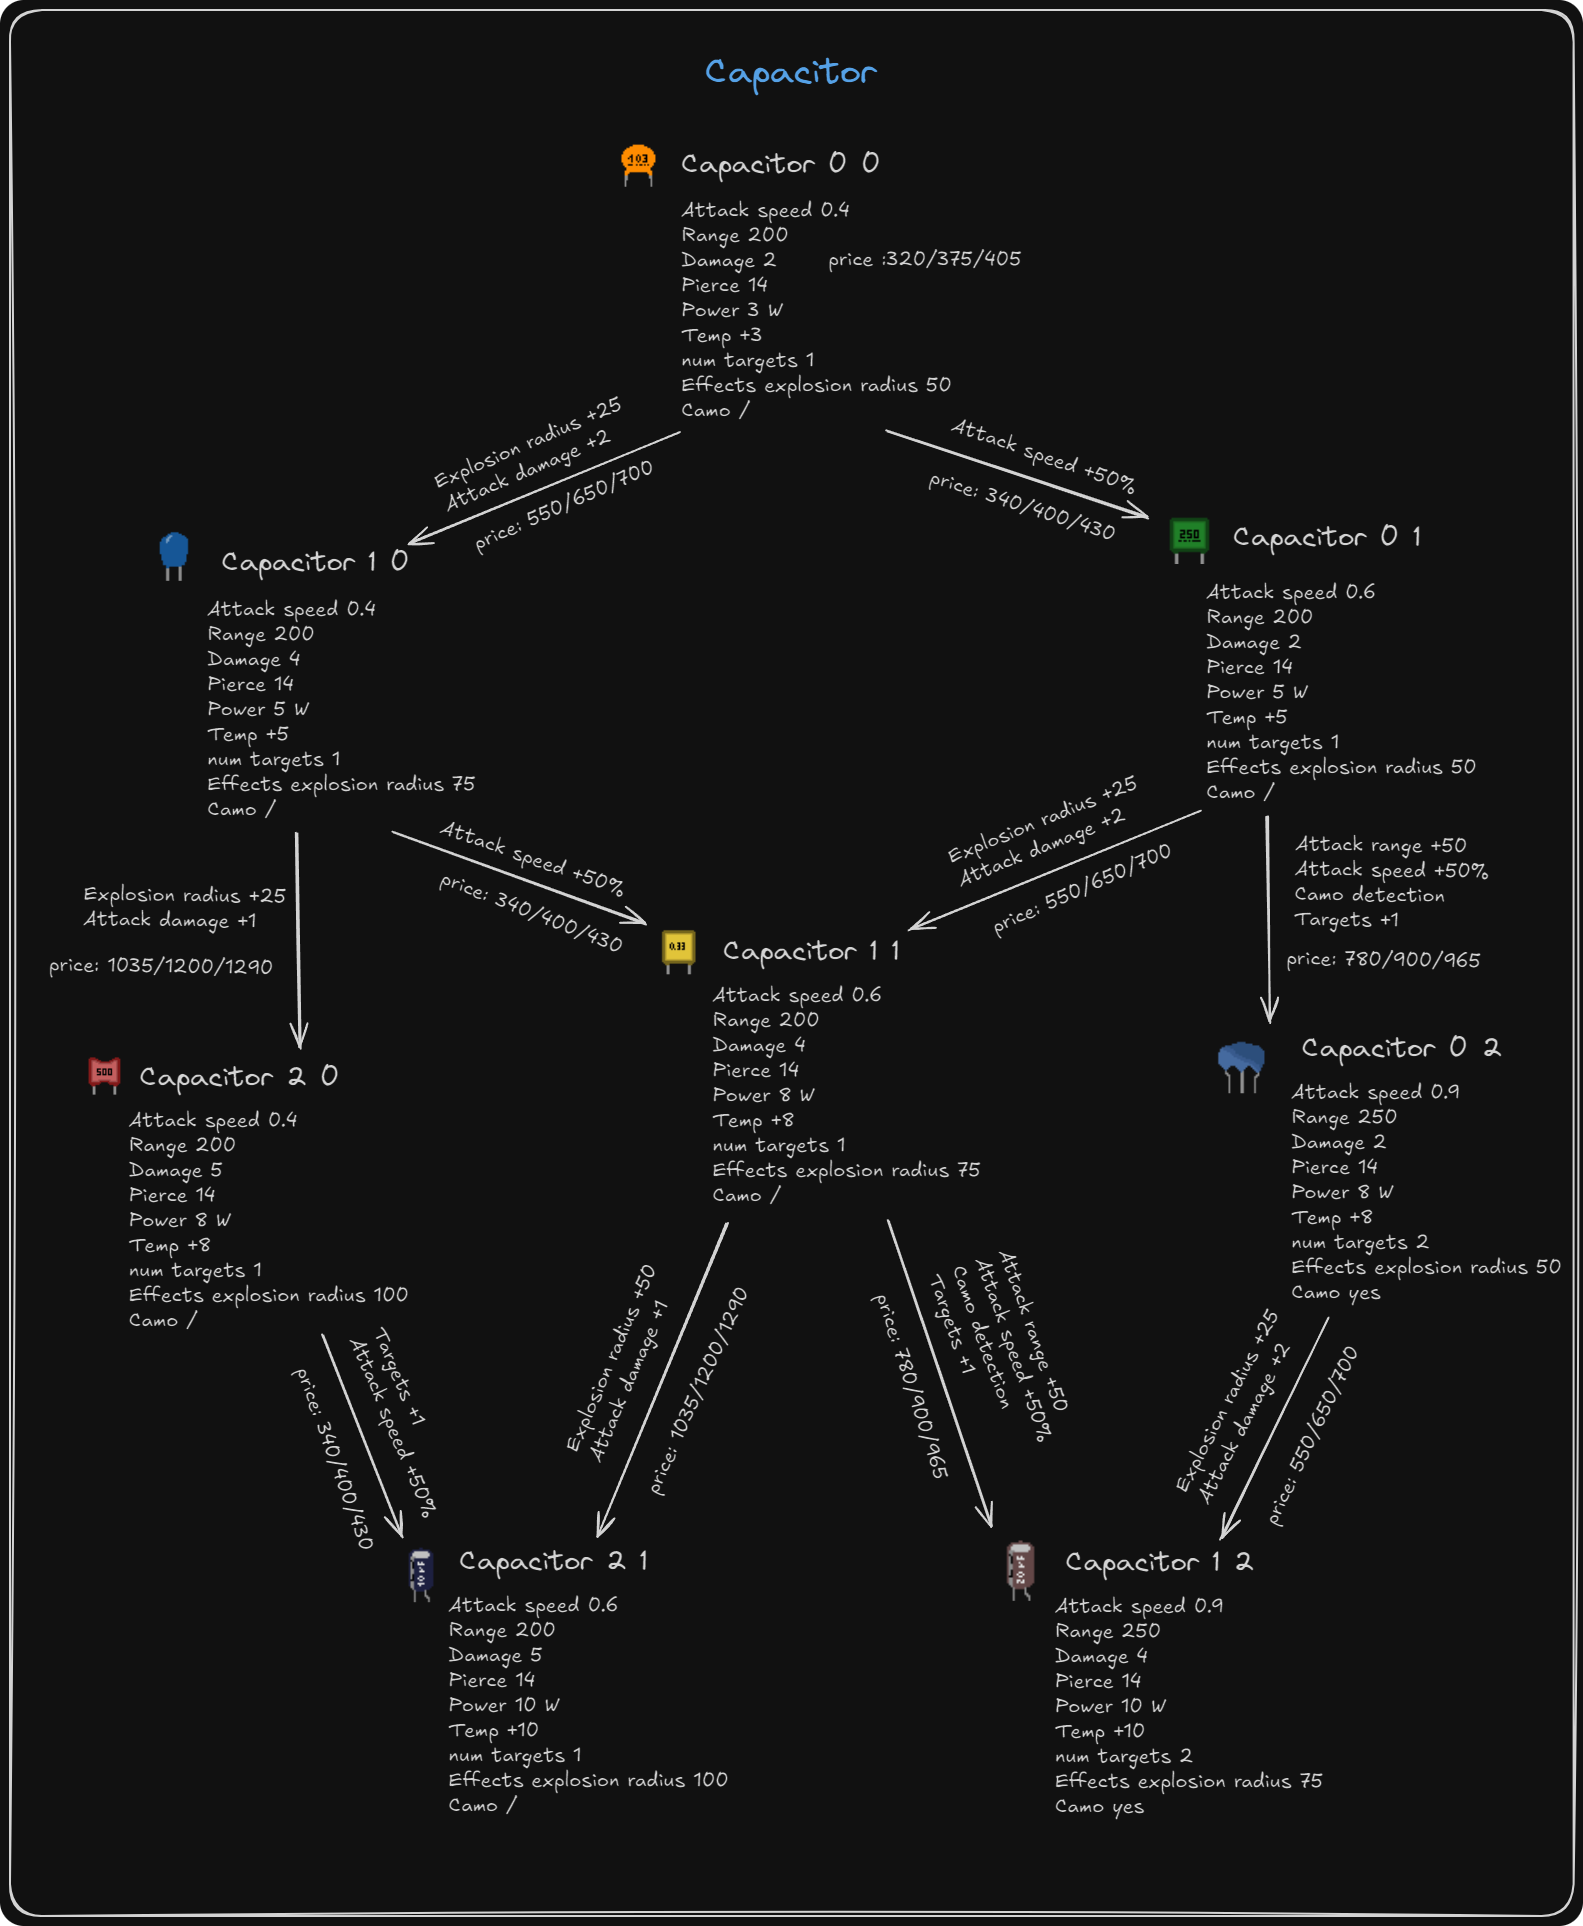 Capacitor
103
Capacitor 0 0
Attack speed 0.4
Range 200
Damage 2
price :320/375/405
Pierce 14
Power 3 W
Temp +3
num targets 1
Effects explosion radius 50
Camo /
Explosion radius +25
Attack damage +2
price: 550/650/700
Attack speed +50%
price: 340/400/430
Capacitor 1 0
Attack speed 0.4
Range 200
Damage 4
Pierce 14
Power 5 W
Temp +5
num targets 1
Effects explosion radius 75
Camo /
250
Capacitor 0 1
Attack speed 0.6
Range 200
Damage 2
Pierce 14
Power 5 W
Temp +5
num targets 1
Effects explosion radius 50
Camo /
Explosion radius +25
Attack damage +1
price: 1035/1200/1290
Attack speed +50%
price: 340/400/430
Explosion radius +25
Attack damage +2
price: 550/650/700
Attack range +50
Attack speed +50%
Camo detection
Targets +1
price: 780/900/965
500
Capacitor 2 0
Attack speed 0.4
Range 200
Damage 5
Pierce 14
Power 8 W
Temp +8
num targets 1
Effects explosion radius 100
Camo /
0.33
Capacitor 1 1
Attack speed 0.6
Range 200
Damage 4
Pierce 14
Power 8 W
Temp +8
num targets 1
Effects explosion radius 75
Camo /
Capacitor 0 2
Attack speed 0.9
Range 250
Damage 2
Pierce 14
Power 8 W
Temp +8
num targets 2
Effects explosion radius 50
Camo yes
Targets +1
Attack speed +50%
price: 340/400/430
Explosion radius +50
Attack damage +1
price: 1035/1200/1290
Attack range +50
Attack speed +50%
Camo detection
Targets +1
price: 780/900/965
Explosion radius +25
Attack damage +2
price: 550/650/700
Capacitor 2 1
Attack speed 0.6
Range 200
Damage 5
Pierce 14
Power 10 W
Temp +10
num targets 1
Effects explosion radius 100
Camo /
Capacitor 1 2
Attack speed 0.9
Range 250
Damage 4
Pierce 14
Power 10 W
Temp +10
num targets 2
Effects explosion radius 75
Camo yes